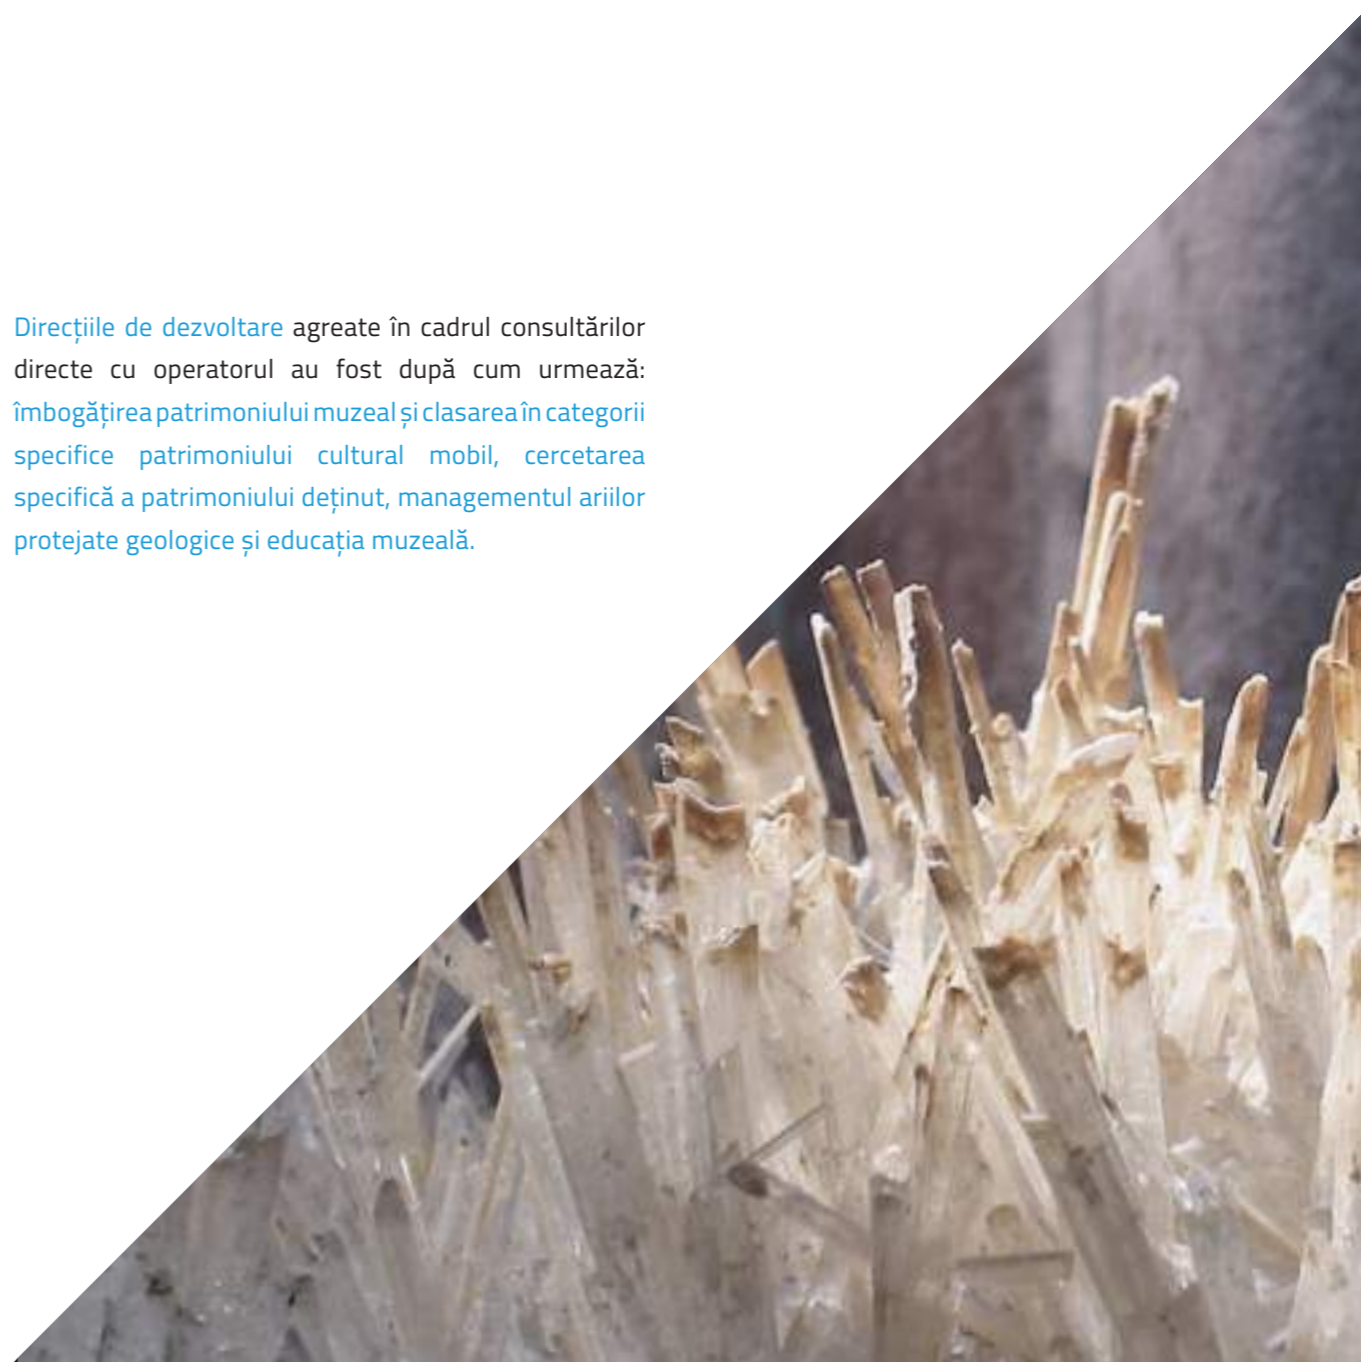 Direcțiile de dezvoltare agreate în cadrul consultărilor
directe cu operatorul au fost după cum urmează:
îmbogățirea patrimoniului muzeal și clasarea în categorii
specifice patrimoniului cultural mobil, cercetarea
specifică a patrimoniului deținut, managementul ariilor
protejate geologice și educația muzeală.